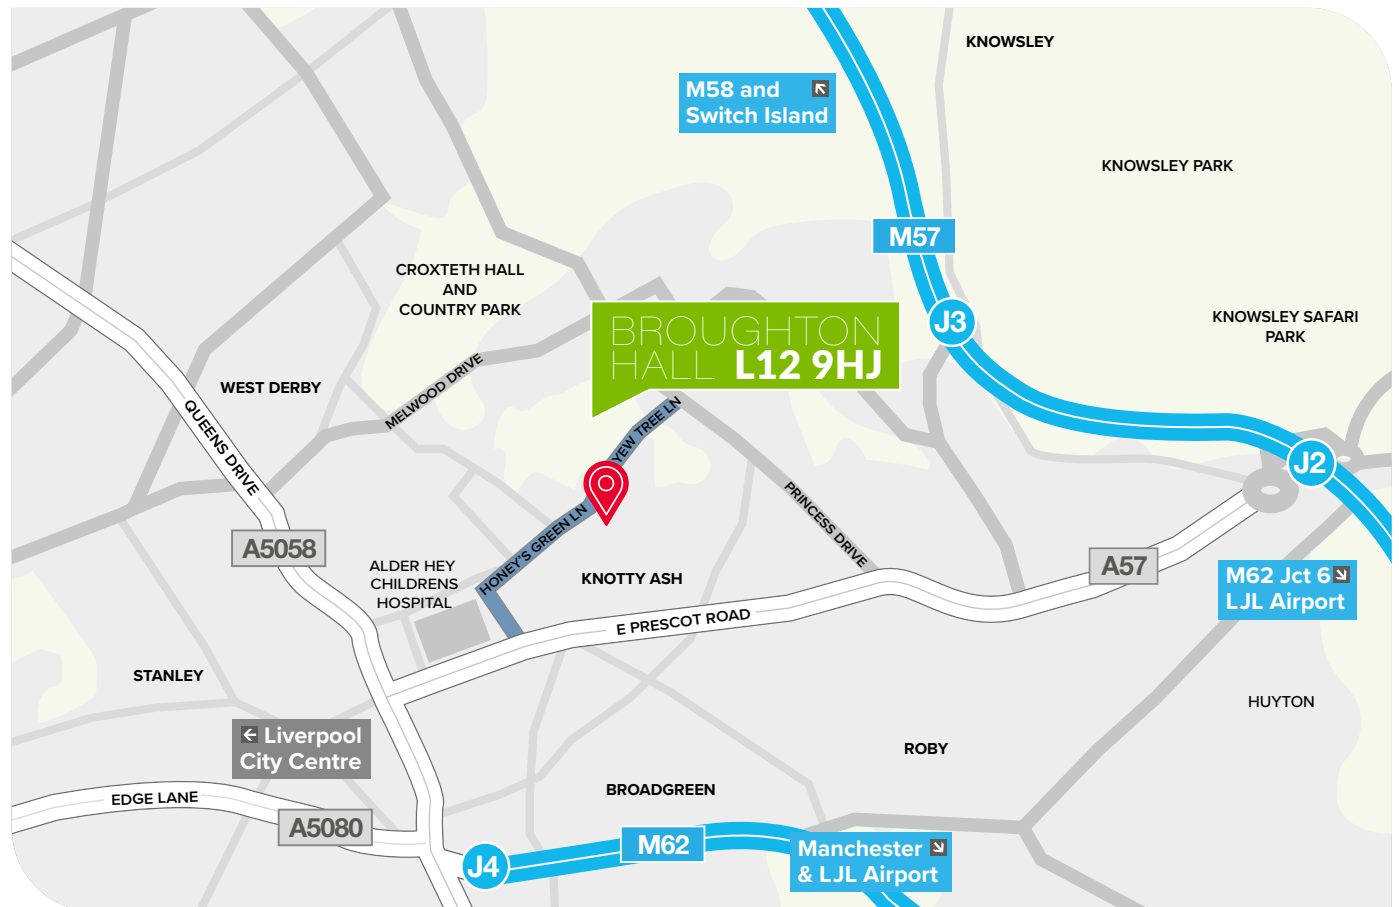 KNOWSLEY
M58 and
Switch Island
KNOWSLEY PARK
M57
CROXTETH HALL
AND
COUNTRY PARK
J3
KNOWSLEY SAFARI
PARK
BROUGHTON
HALL L12 9HJ
WEST DERBY
MELWOOD DRIVE
QUEENS DRIVE
YEW TREE LN
J2
PRINCESS DRIVE
HONEY'S GREEN LN
A5058
ALDER HEY
CHILDRENS
HOSPITAL
KNOTTY ASH
A57
M62 Jct 6
LJL Airport
E PRESCOT ROAD
STANLEY
HUYTON
Liverpool
City Centre
ROBY
BROADGREEN
EDGE LANE
A5080
M62
Manchester
& LJL Airport
J4